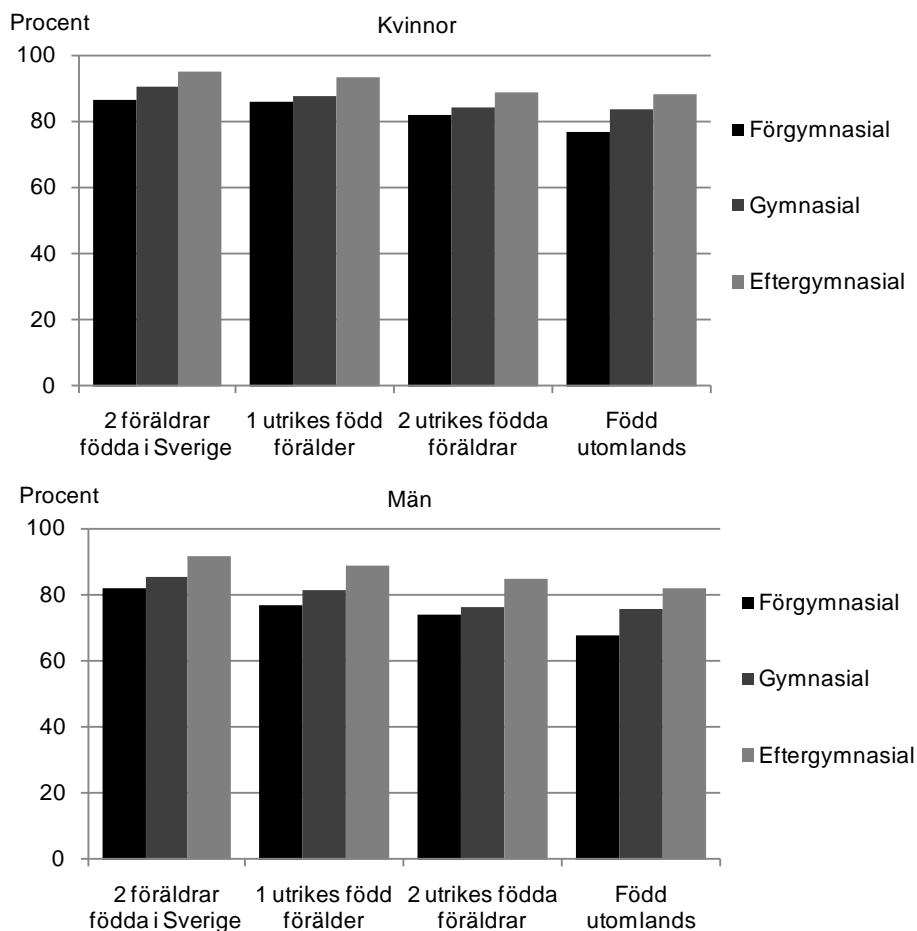 Procent
Kvinnor
100
80
60
40
20
0
Förgymnasial
Gymnasial
Eftergymnasial
2 föräldrar födda i Sverige
1 utrikes född förälder
2 utrikes födda föräldrar
Född utomlands
Procent
Män
100
80
60
40
20
0
Förgymnasial
Gymnasial
Eftergymnasial
2 föräldrar födda i Sverige
1 utrikes född förälder
2 utrikes födda föräldrar
Född utomlands